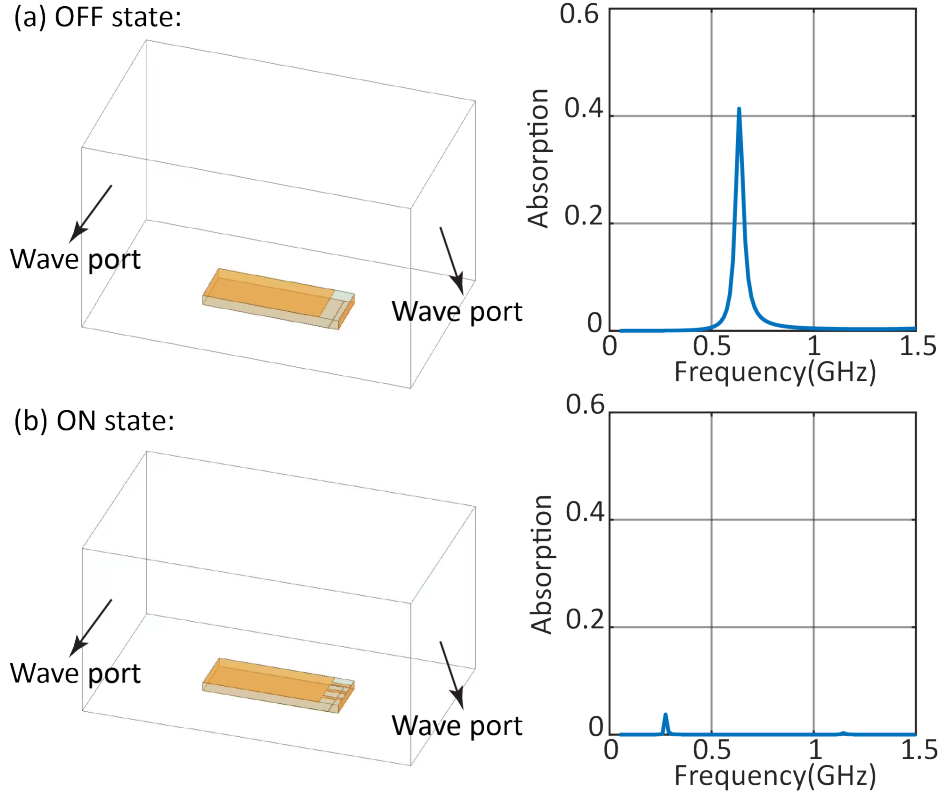 (a) OFF state:
Wave port
Wave port
0.6
0.4
0.2
0
Absorption
0
0.5
1
1.5
Frequency(GHz)
(b) ON state:
Wave port
Wave port
0.6
0.4
0.2
0
Absorption
0
0.5
1
1.5
Frequency(GHz)